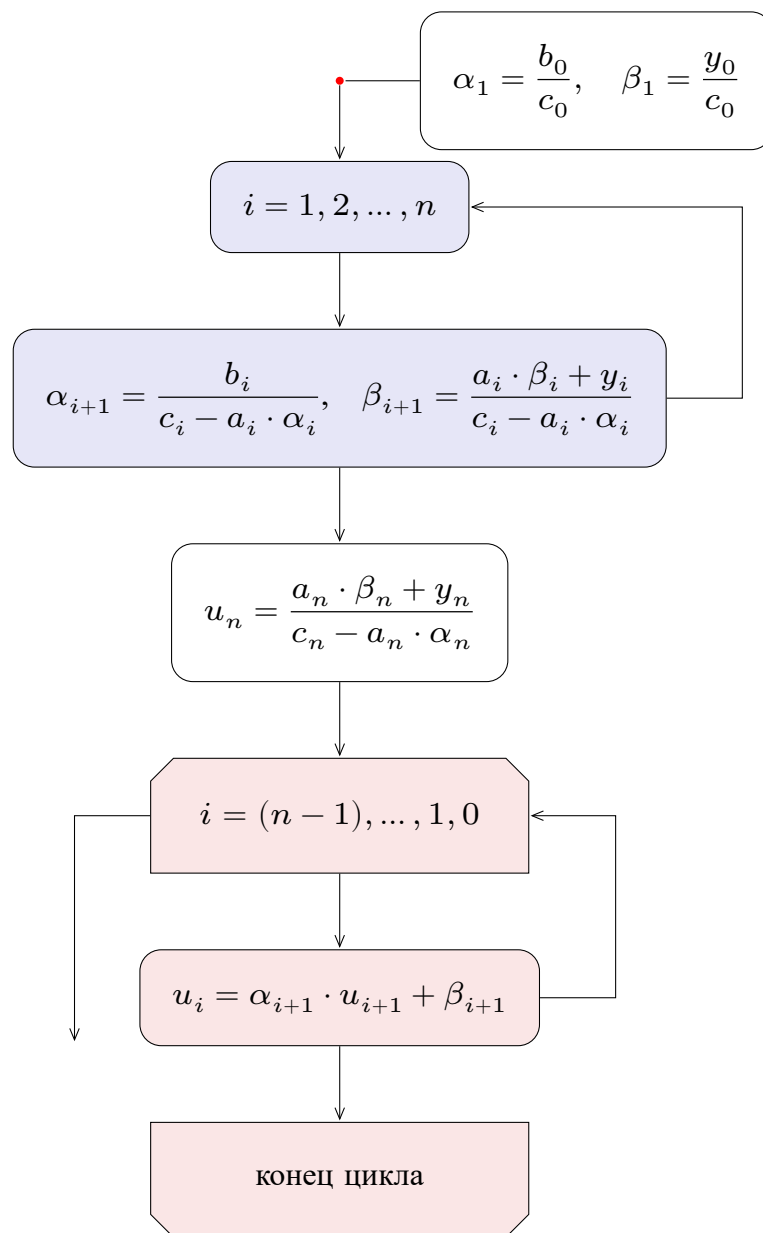 α₁ = b₀/c₀, β₁ = y₀/c₀
i = 1, 2, ... , n
αᵢ₊₁ = bᵢ/(cᵢ − aᵢ · αᵢ), βᵢ₊₁ = (aᵢ · βᵢ + yᵢ)/(cᵢ − aᵢ · αᵢ)
uₙ = (aₙ · βₙ + yₙ)/(cₙ − aₙ · αₙ)
i = (n − 1), ... , 1, 0
uᵢ = αᵢ₊₁ · uᵢ₊₁ + βᵢ₊₁
конец цикла